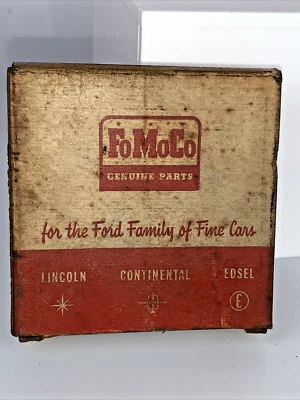 FoMoCo
GENUINE PARTS
for the Ford Family of Fine Cars
LINCOLN CONTINENTAL EDSEL
E